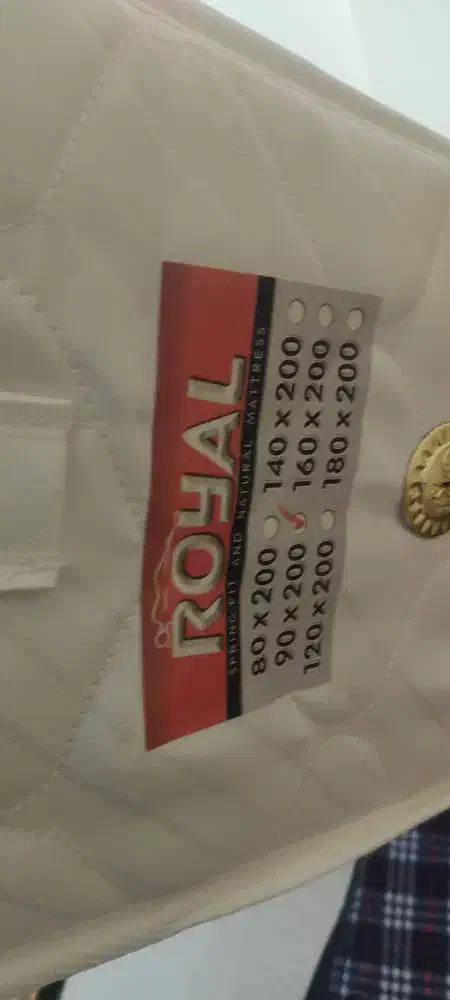 ROYAL
SPRING FIT AND NATURAL MATTRESS
80 x 200 140 x 200
90 x 200 160 x 200
120 x 200 180 x 200